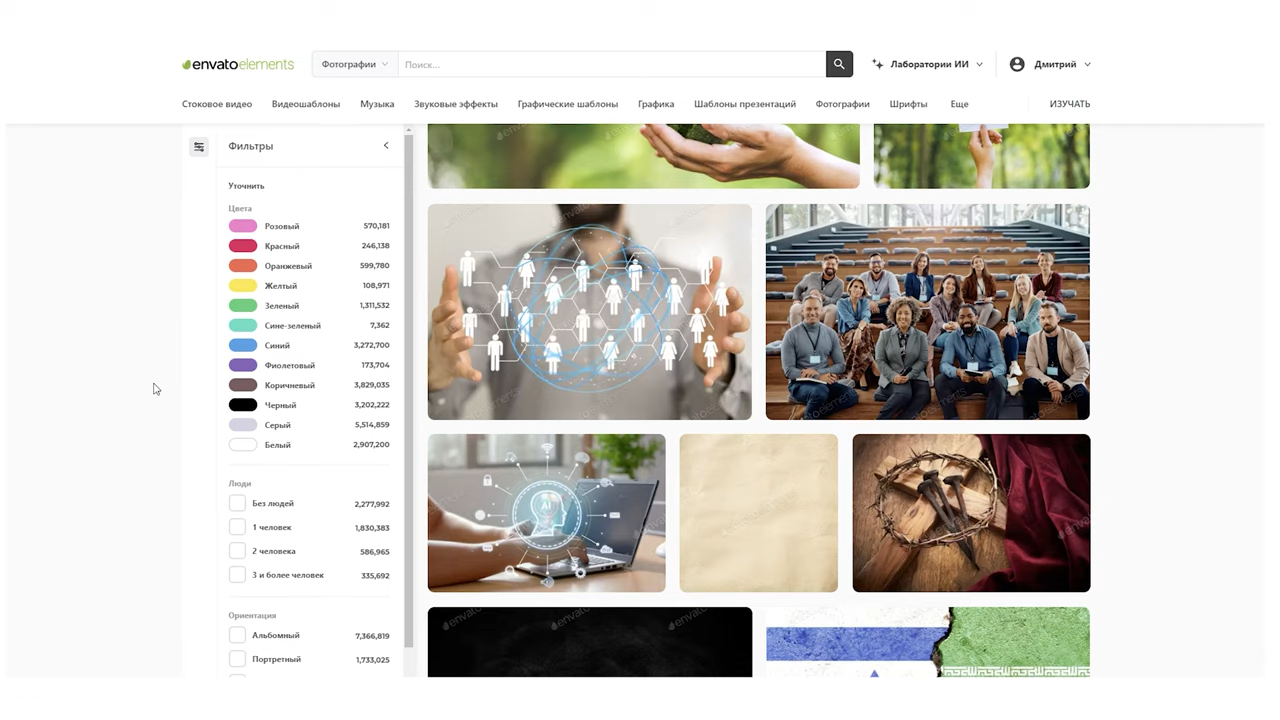 envatoelements
Фотографии
Поиск...
Лаборатории ИИ
Дмитрий
Стоковое видео
Видеошаблоны
Музыка
Звуковые эффекты
Графические шаблоны
Графика
Шаблоны презентаций
Фотографии
Шрифты
Еще
ИЗУЧАТЬ
Фильтры
Уточнить
Цвета
Розовый 570,181
Красный 246,138
Оранжевый 599,780
Желтый 108,971
Зеленый 1,311,532
Сине-зеленый 7,362
Синий 3,272,700
Фиолетовый 173,704
Коричневый 3,829,035
Черный 3,202,222
Серый 5,514,859
Белый 2,907,200
Люди
Без людей 2,277,992
1 человек 1,830,383
2 человека 586,965
3 и более человек 335,692
Ориентация
Альбомный 7,366,819
Портретный 1,733,025
AI